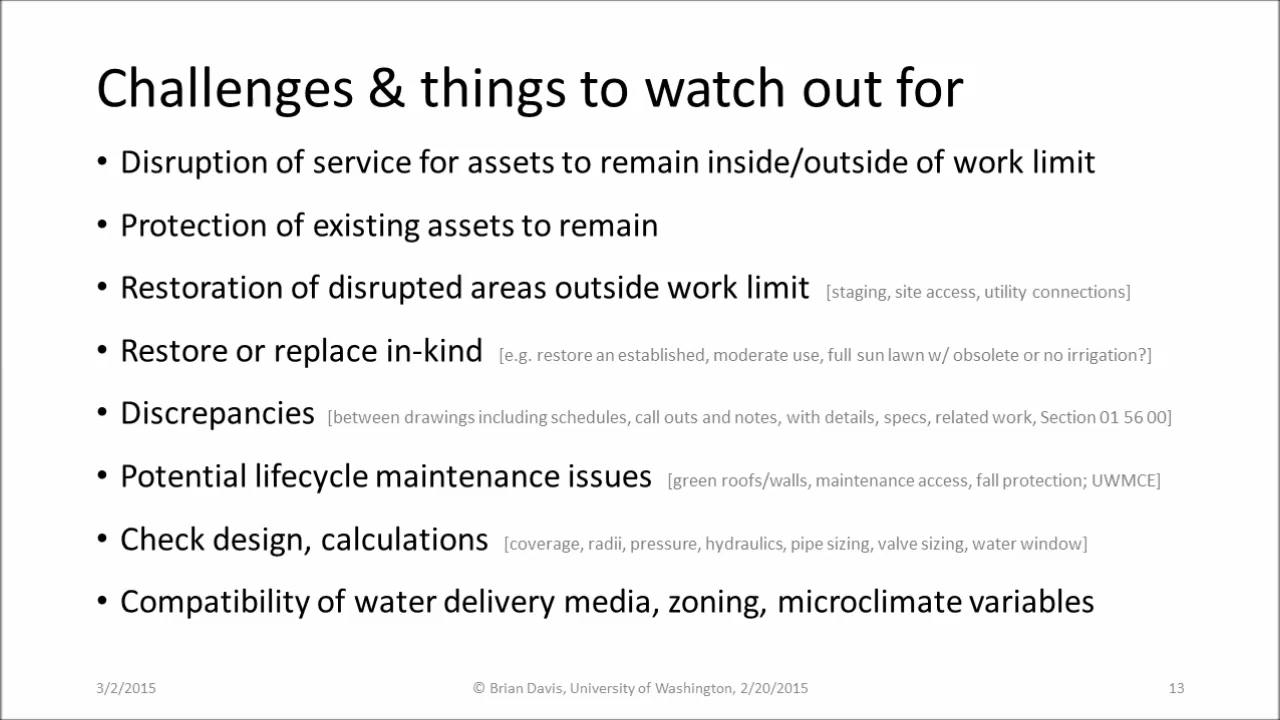 Challenges & things to watch out for
• Disruption of service for assets to remain inside/outside of work limit
• Protection of existing assets to remain
• Restoration of disrupted areas outside work limit [staging, site access, utility connections]
• Restore or replace in-kind [e.g. restore an established, moderate use, full sun lawn w/ obsolete or no irrigation?]
• Discrepancies [between drawings including schedules, call outs and notes, with details, specs, related work, Section 01 56 00]
• Potential lifecycle maintenance issues [green roofs/walls, maintenance access, fall protection; UWMCE]
• Check design, calculations [coverage, radii, pressure, hydraulics, pipe sizing, valve sizing, water window]
• Compatibility of water delivery media, zoning, microclimate variables
3/2/2015 © Brian Davis, University of Washington, 2/20/2015 13